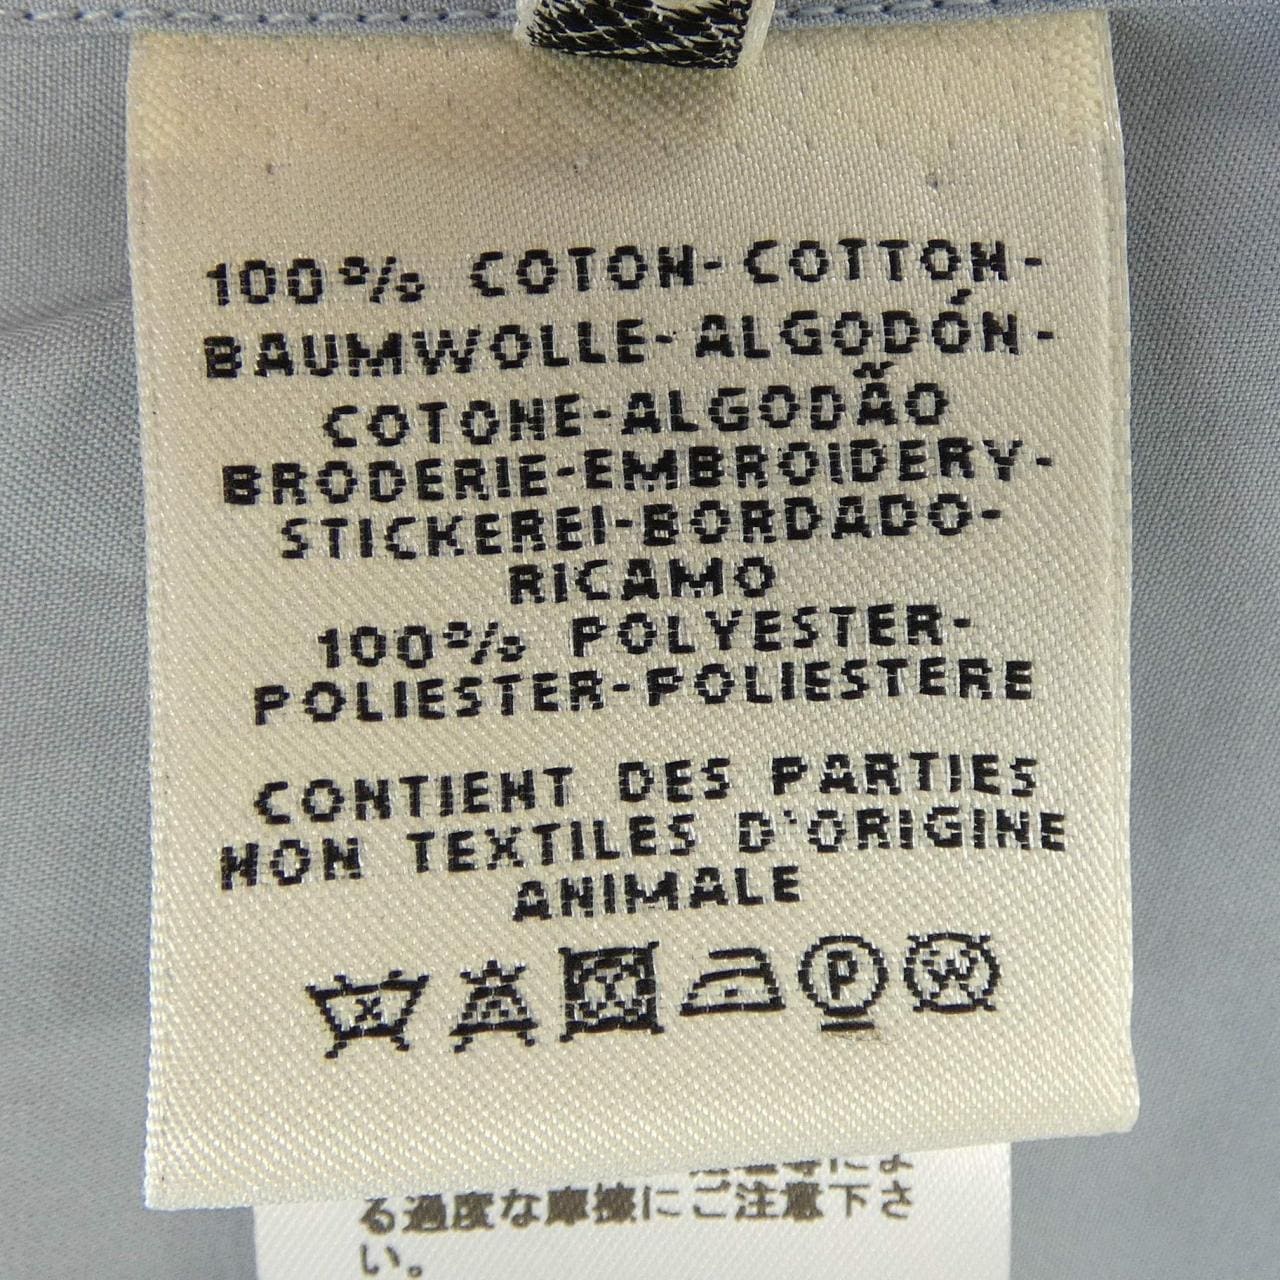 100% COTON-COTTON-
BAUMWOLLE-ALGODÓN-
COTONE-ALGODÃO
BRODERIE-EMBROIDERY-
STICKEREI-BORDADO-
RICAMO
100% POLYESTER-
POLIESTER-POLIESTERE
CONTIENT DES PARTIES
NON TEXTILES D'ORIGINE
ANIMALE
P W
る過度な摩擦にご注意下さ
い。